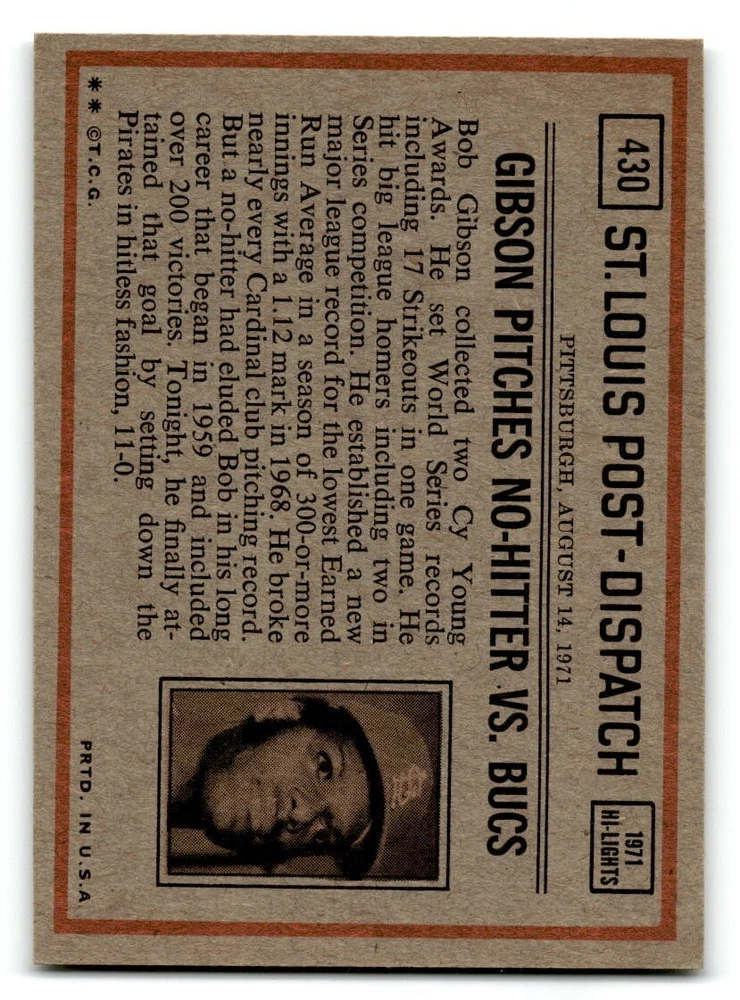 430
ST. LOUIS POST-DISPATCH
1971
HI-LIGHTS
PITTSBURGH, AUGUST 14, 1971
GIBSON PITCHES NO-HITTER VS. BUCS
Bob Gibson collected two Cy Young
Awards. He set World Series records
including 17 Strikeouts in one game. He
hit big league homers including two in
Series competition. He established a new
major league record for the lowest Earned
Run Average in a season of 300-or-more
innings with a 1.12 mark in 1968. He broke
nearly every Cardinal club pitching record.
But a no-hitter had eluded Bob in his long
career that began in 1959 and included
over 200 victories. Tonight, he finally at-
tained that goal by setting down the
Pirates in hitless fashion, 11-0.
** ©T.C.G.
PRTD. IN U.S.A